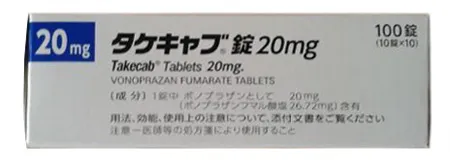 20mg
タケキャブ®錠20mg
100錠
(10錠×10)
Takecab® Tablets 20mg.
VONOPRAZAN FUMARATE TABLETS
〔成分〕1錠中 ボノプラザンとして 20mg
(ボノプラザンフマル酸塩26.72mg)含有
用法、効能、使用上の注意について、添付文書をご覧ください
注意ー医師等の処方箋により使用すること